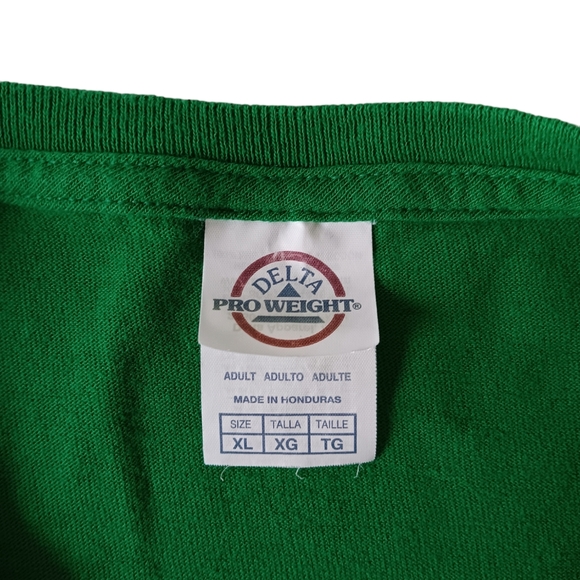 DELTA
PRO WEIGHT®
ADULT ADULTO ADULTE
MADE IN HONDURAS
SIZE TALLA TAILLE
XL XG TG